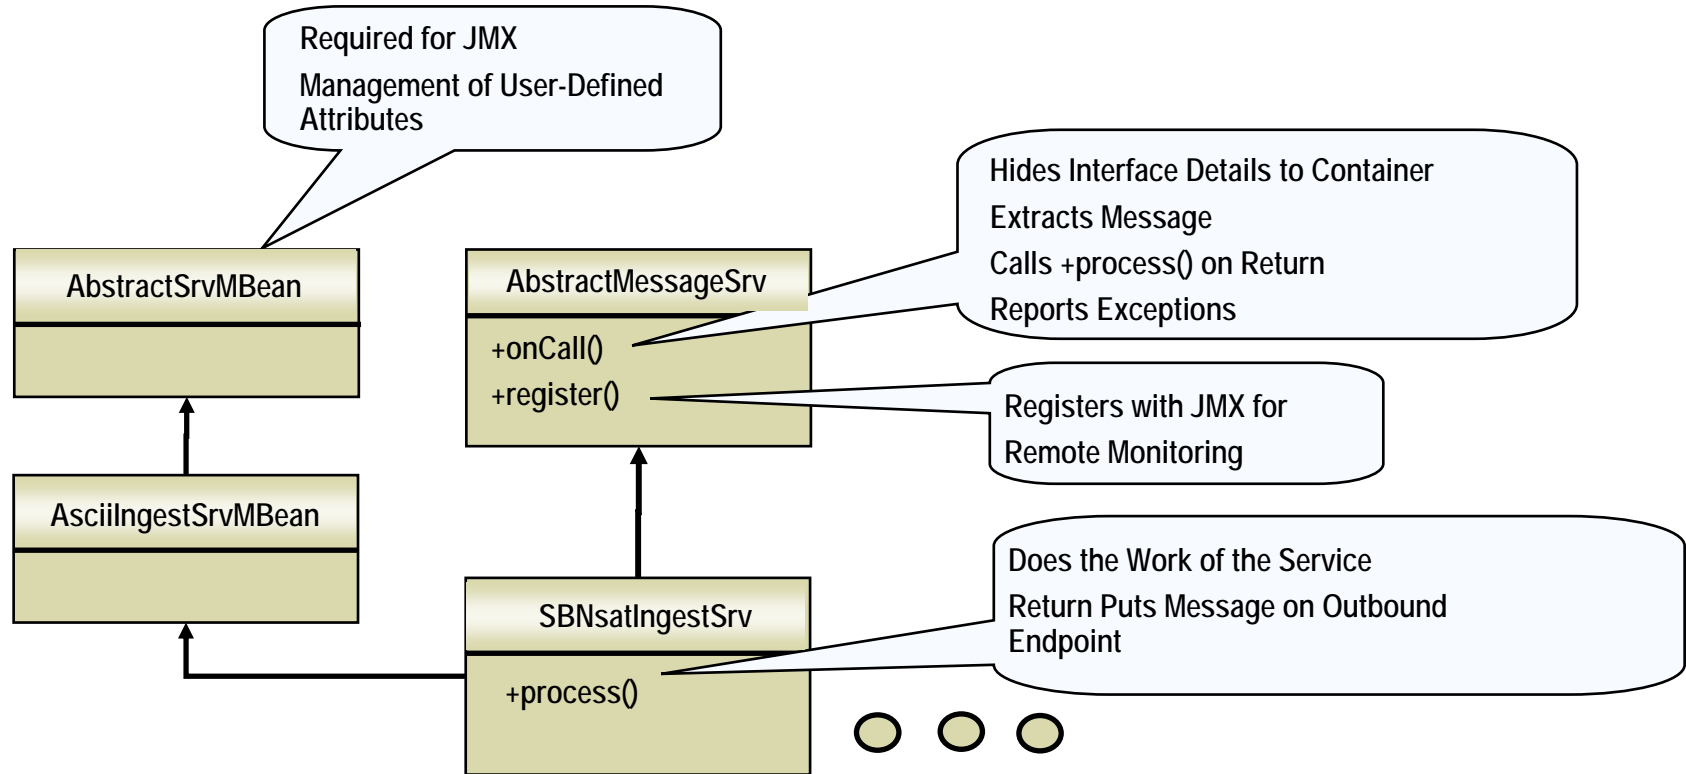 Required for JMX
Management of User-Defined
Attributes
Hides Interface Details to Container
Extracts Message
Calls +process() on Return
Reports Exceptions
AbstractSrvMBean
AbstractMessageSrv
+onCall()
+register()
Registers with JMX for
Remote Monitoring
AsciiIngestSrvMBean
SBNsatIngestSrv
+process()
Does the Work of the Service
Return Puts Message on Outbound
Endpoint